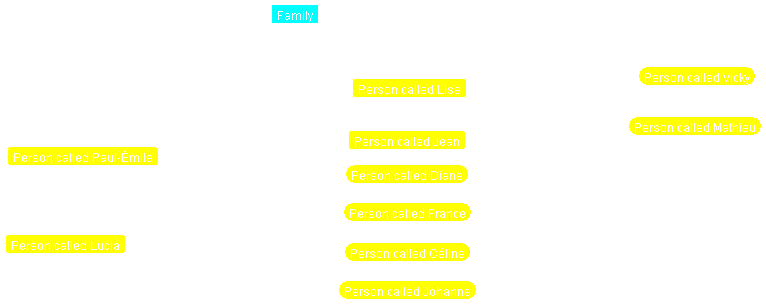 Family
Person called Vicky
Person called Lise
Person called Mathieu
Person called Jean
Person called Paul-Emile
Person called Diane
Person called France
Person called Lucia
Person called Céline
Person called Johanne